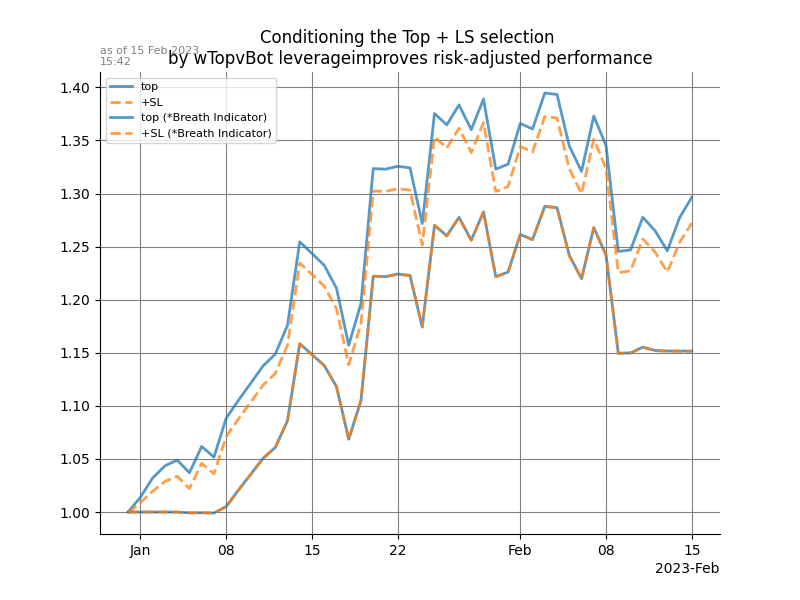 Conditioning the Top + LS selection
as of 15 Feb 2023
15:42
by wTopvBot leverageimproves risk-adjusted performance
top
+SL
top (*Breath Indicator)
+SL (*Breath Indicator)
1.40
1.35
1.30
1.25
1.20
1.15
1.10
1.05
1.00
Jan 08 15 22 Feb 08 15
2023-Feb